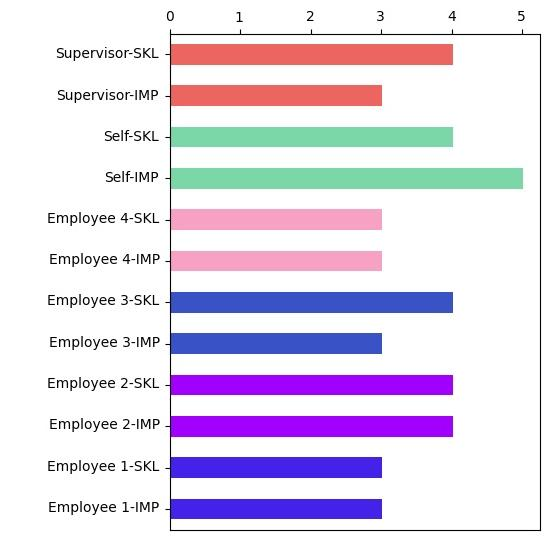 0 1 2 3 4 5
Supervisor-SKL
Supervisor-IMP
Self-SKL
Self-IMP
Employee 4-SKL
Employee 4-IMP
Employee 3-SKL
Employee 3-IMP
Employee 2-SKL
Employee 2-IMP
Employee 1-SKL
Employee 1-IMP